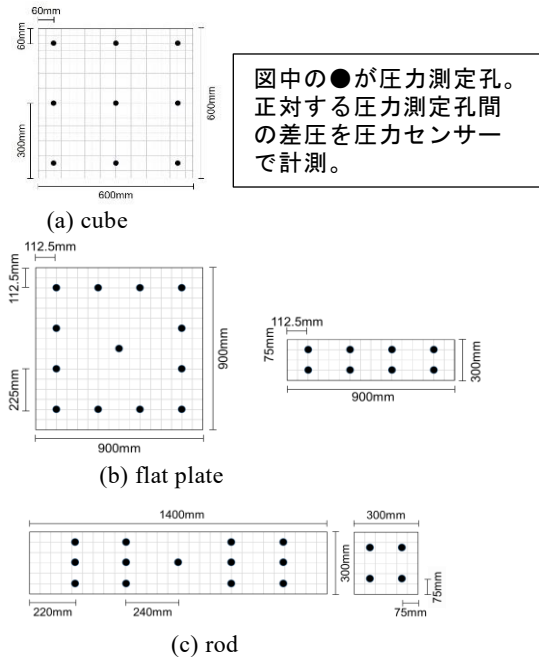 60mm
60mm
300mm
600mm
600mm
図中の●が圧力測定孔。
正対する圧力測定孔間
の差圧を圧力センサー
で計測。
(a) cube
112.5mm
112.5mm
225mm
900mm
900mm
112.5mm
75mm
300mm
900mm
(b) flat plate
1400mm
300mm
220mm
240mm
300mm
75mm
75mm
(c) rod